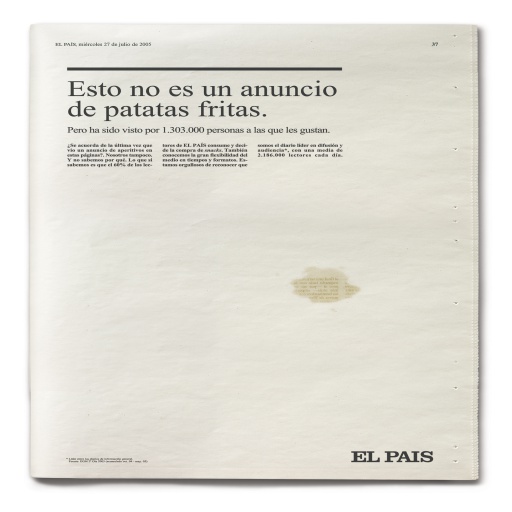 EL PAÍS, miércoles 27 de julio de 2005
37
Esto no es un anuncio
de patatas fritas.
Pero ha sido visto por 1.303.000 personas a las que les gustan.
¿Se acuerda de la última vez que
vio un anuncio de aperitivos en
estas páginas?. Nosotros tampoco.
Y no sabemos por qué. Lo que sí
sabemos es que el 60% de los lec-
tores de EL PAÍS consume y deci-
de la compra de snacks. También
conocemos la gran flexibilidad del
medio en tiempos y formatos. Es-
tamos orgullosos de reconocer que
somos el diario líder en difusión y
audiencia*, con una media de
2.106.000 lectores cada día.
EL PAIS